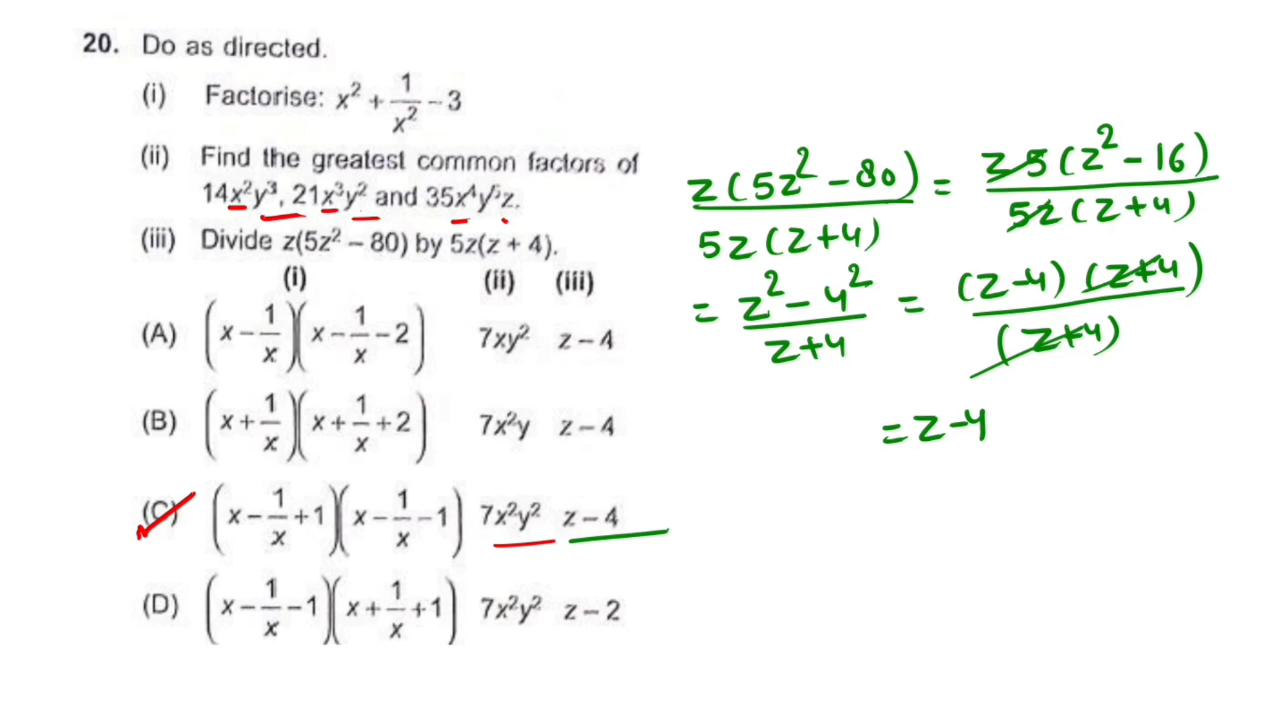 20. Do as directed.
(i) Factorise: x² + 1/x² − 3
(ii) Find the greatest common factors of
14x²y³, 21x³y² and 35x⁴y⁵z.
(iii) Divide z(5z² − 80) by 5z(z + 4).
(i) (ii) (iii)
(A) (x − 1/x)(x − 1/x − 2) 7xy² z − 4
(B) (x + 1/x)(x + 1/x + 2) 7x²y z − 4
(C) (x − 1/x + 1)(x − 1/x − 1) 7x²y² z − 4
(D) (x − 1/x − 1)(x + 1/x + 1) 7x²y² z − 2
z(5z² − 80)/5z(z+4) = z5(z² − 16)/5z(z+4)
= z² − 4²/z+4 = (z−4)(z+4)/(z+4)
= z−4